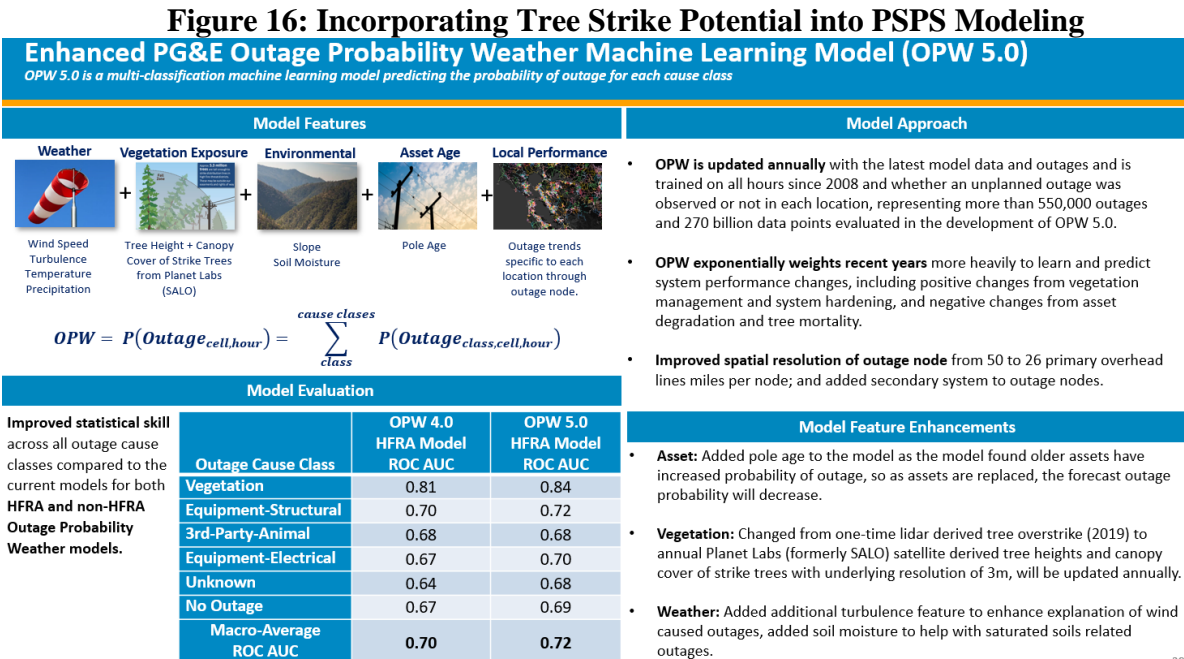 Figure 16: Incorporating Tree Strike Potential into PSPS Modeling
Enhanced PG&E Outage Probability Weather Machine Learning Model (OPW 5.0)
OPW 5.0 is a multi-classification machine learning model predicting the probability of outage for each cause class
Model Features
Weather
Vegetation Exposure
Environmental
Asset Age
Local Performance
+ + + +
Wind Speed
Turbulence
Temperature
Precipitation
Tree Height + Canopy
Cover of Strike Trees
from Planet Labs
(SALO)
Slope
Soil Moisture
Pole Age
Outage trends
specific to each
location through
outage node.
cause clases
OPW = P(Outage cell,hour) = ∑ P(Outage class,cell,hour)
class
Model Evaluation
Improved statistical skill
across all outage cause
classes compared to the
current models for both
HFRA and non-HFRA
Outage Probability
Weather models.
Outage Cause Class | OPW 4.0 HFRA Model ROC AUC | OPW 5.0 HFRA Model ROC AUC
Vegetation 0.81 0.84
Equipment-Structural 0.70 0.72
3rd-Party-Animal 0.68 0.68
Equipment-Electrical 0.67 0.70
Unknown 0.64 0.68
No Outage 0.67 0.69
Macro-Average ROC AUC 0.70 0.72
Model Approach
• OPW is updated annually with the latest model data and outages and is
trained on all hours since 2008 and whether an unplanned outage was
observed or not in each location, representing more than 550,000 outages
and 270 billion data points evaluated in the development of OPW 5.0.
• OPW exponentially weights recent years more heavily to learn and predict
system performance changes, including positive changes from vegetation
management and system hardening, and negative changes from asset
degradation and tree mortality.
• Improved spatial resolution of outage node from 50 to 26 primary overhead
lines miles per node; and added secondary system to outage nodes.
Model Feature Enhancements
• Asset: Added pole age to the model as the model found older assets have
increased probability of outage, so as assets are replaced, the forecast outage
probability will decrease.
• Vegetation: Changed from one-time lidar derived tree overstrike (2019) to
annual Planet Labs (formerly SALO) satellite derived tree heights and canopy
cover of strike trees with underlying resolution of 3m, will be updated annually.
• Weather: Added additional turbulence feature to enhance explanation of wind
caused outages, added soil moisture to help with saturated soils related
outages.